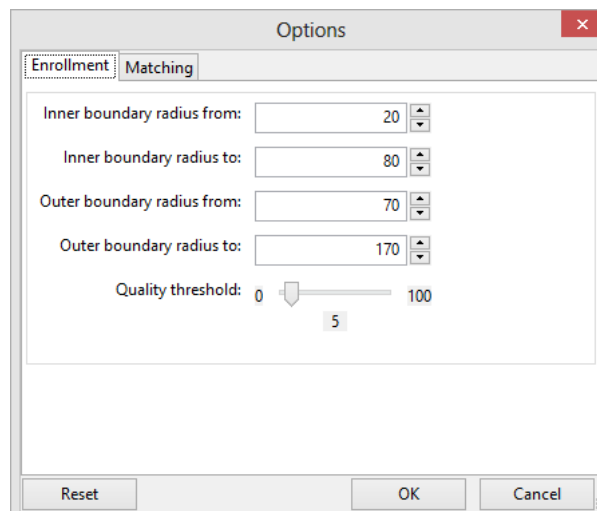 Options
Enrollment Matching
Inner boundary radius from: 20
Inner boundary radius to: 80
Outer boundary radius from: 70
Outer boundary radius to: 170
Quality threshold: 0 100
5
Reset OK Cancel